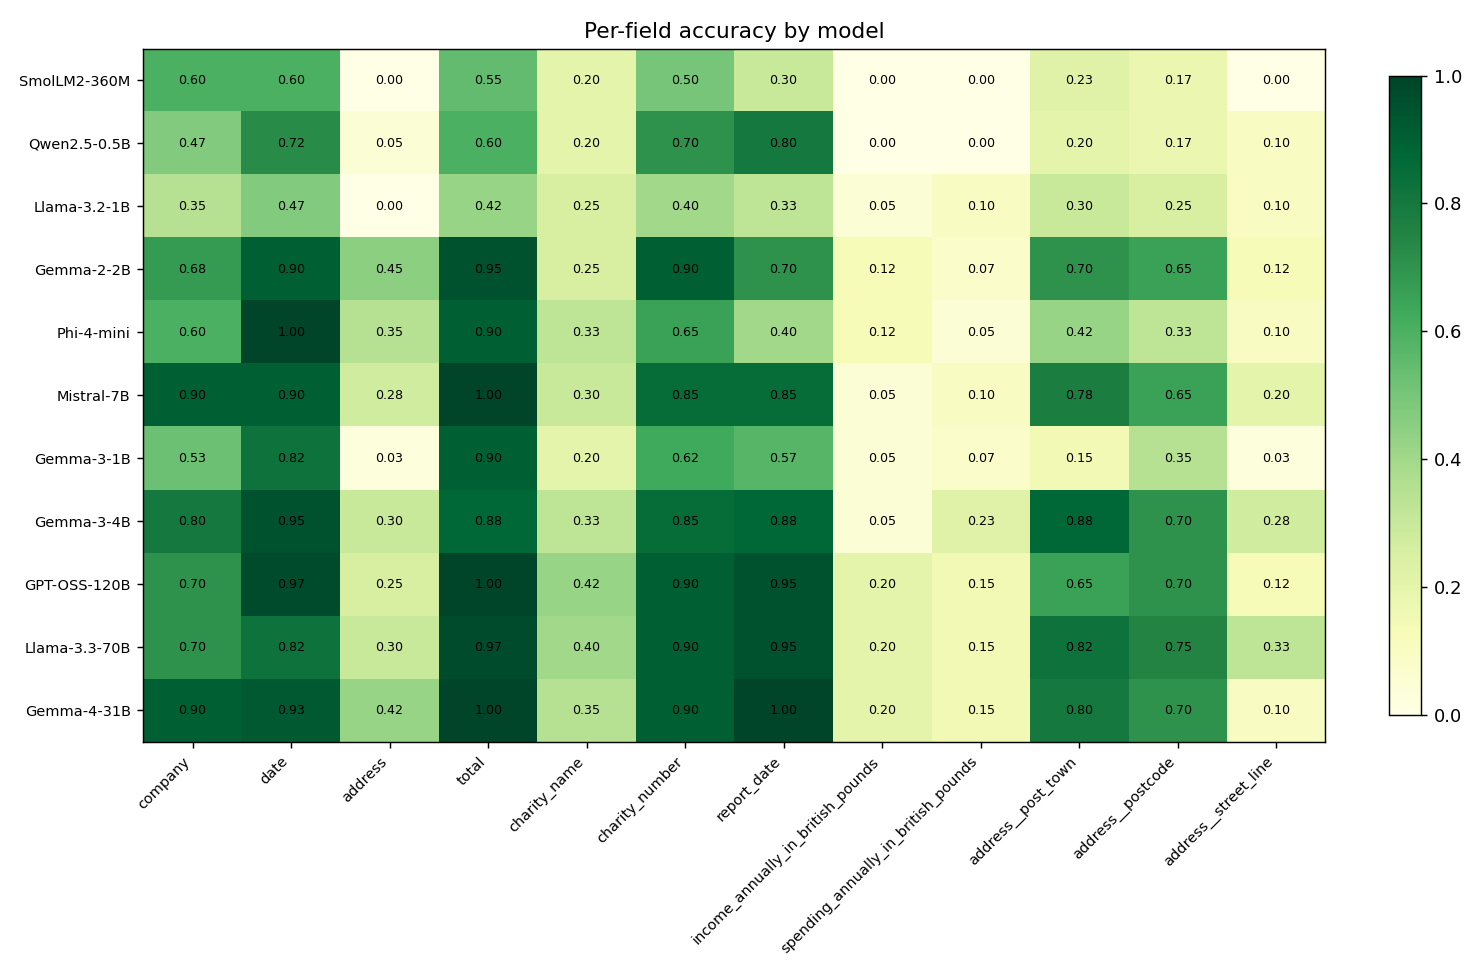 Per-field accuracy by model
SmolLM2-360M 0.60 0.60 0.00 0.55 0.20 0.50 0.30 0.00 0.00 0.23 0.17 0.00
Qwen2.5-0.5B 0.47 0.72 0.05 0.60 0.20 0.70 0.80 0.00 0.00 0.20 0.17 0.10
Llama-3.2-1B 0.35 0.47 0.00 0.42 0.25 0.40 0.33 0.05 0.10 0.30 0.25 0.10
Gemma-2-2B 0.68 0.90 0.45 0.95 0.25 0.90 0.70 0.12 0.07 0.70 0.65 0.12
Phi-4-mini 0.60 1.00 0.35 0.90 0.33 0.65 0.40 0.12 0.05 0.42 0.33 0.10
Mistral-7B 0.90 0.90 0.28 1.00 0.30 0.85 0.85 0.05 0.10 0.78 0.65 0.20
Gemma-3-1B 0.53 0.82 0.03 0.90 0.20 0.62 0.57 0.05 0.07 0.15 0.35 0.03
Gemma-3-4B 0.80 0.95 0.30 0.88 0.33 0.85 0.88 0.05 0.23 0.88 0.70 0.28
GPT-OSS-120B 0.70 0.97 0.25 1.00 0.42 0.90 0.95 0.20 0.15 0.65 0.70 0.12
Llama-3.3-70B 0.70 0.82 0.30 0.97 0.40 0.90 0.95 0.20 0.15 0.82 0.75 0.33
Gemma-4-31B 0.90 0.93 0.42 1.00 0.35 0.90 1.00 0.20 0.15 0.80 0.70 0.10
company
date
address
total
charity_name
charity_number
report_date
income_annually_in_british_pounds
spending_annually_in_british_pounds
address__post_town
address__postcode
address__street_line
1.0
0.8
0.6
0.4
0.2
0.0